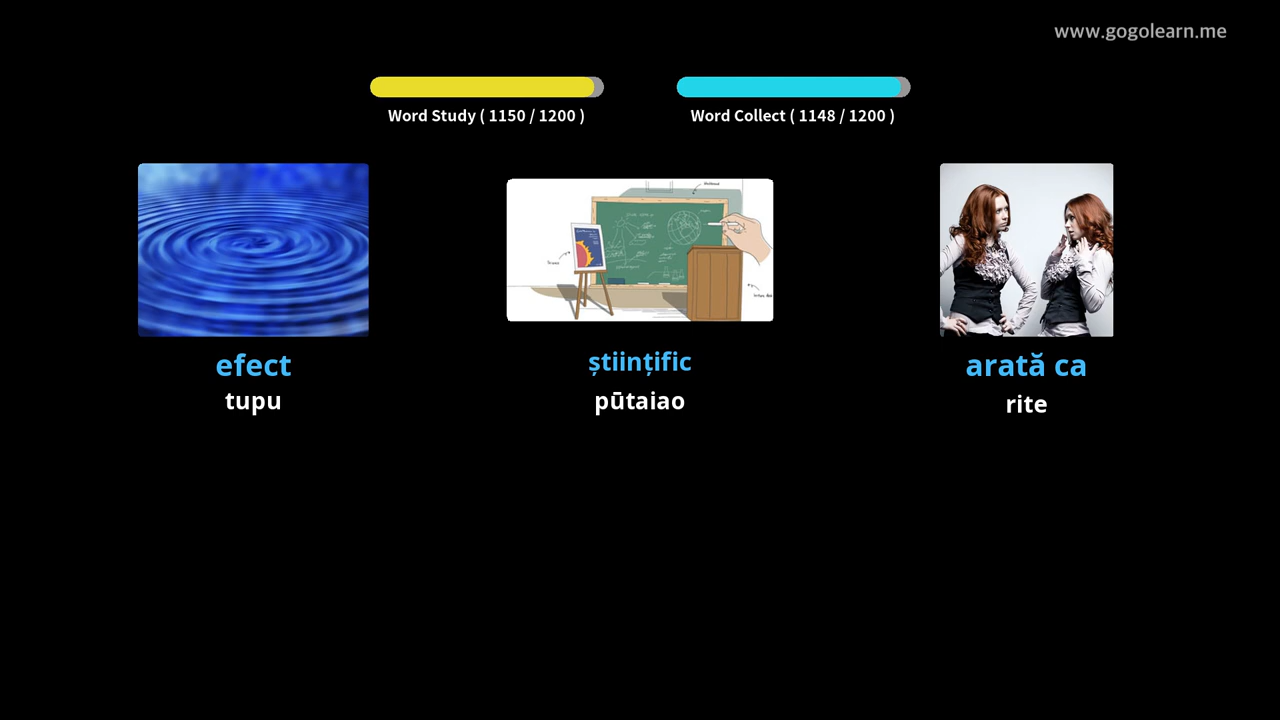 www.gogolearn.me
Word Study ( 1150 / 1200 )
Word Collect ( 1148 / 1200 )
efect
științific
arată ca
tupu
pūtaiao
rite